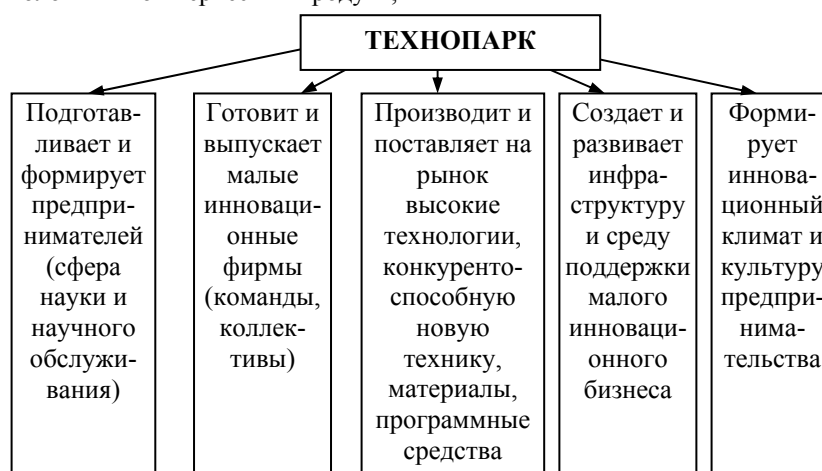 ТЕХНОПАРК
Подготав-
ливает и
формирует
предпри-
нимателей
(сфера
науки и
научного
обслужи-
вания)
Готовит и
выпускает
малые
инноваци-
онные
фирмы
(команды,
коллек-
тивы)
Производит и
поставляет на
рынок
высокие
технологии,
конкуренто-
способную
новую
технику,
материалы,
программные
средства
Создает и
развивает
инфра-
структуру
и среду
поддержки
малого
инноваци-
онного
бизнеса
Форми-
рует
иннова-
ционный
климат и
культуру
предпри-
нима-
тельства